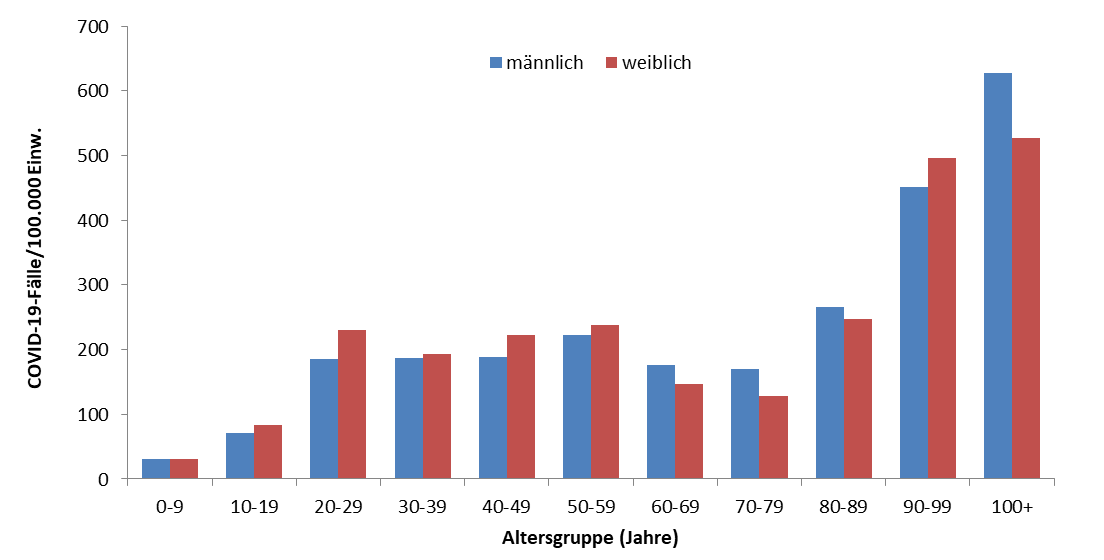 700
600
500
400
300
200
100
0
COVID-19-Fälle/100.000 Einw.
männlich weiblich
0-9 10-19 20-29 30-39 40-49 50-59 60-69 70-79 80-89 90-99 100+
Altersgruppe (Jahre)